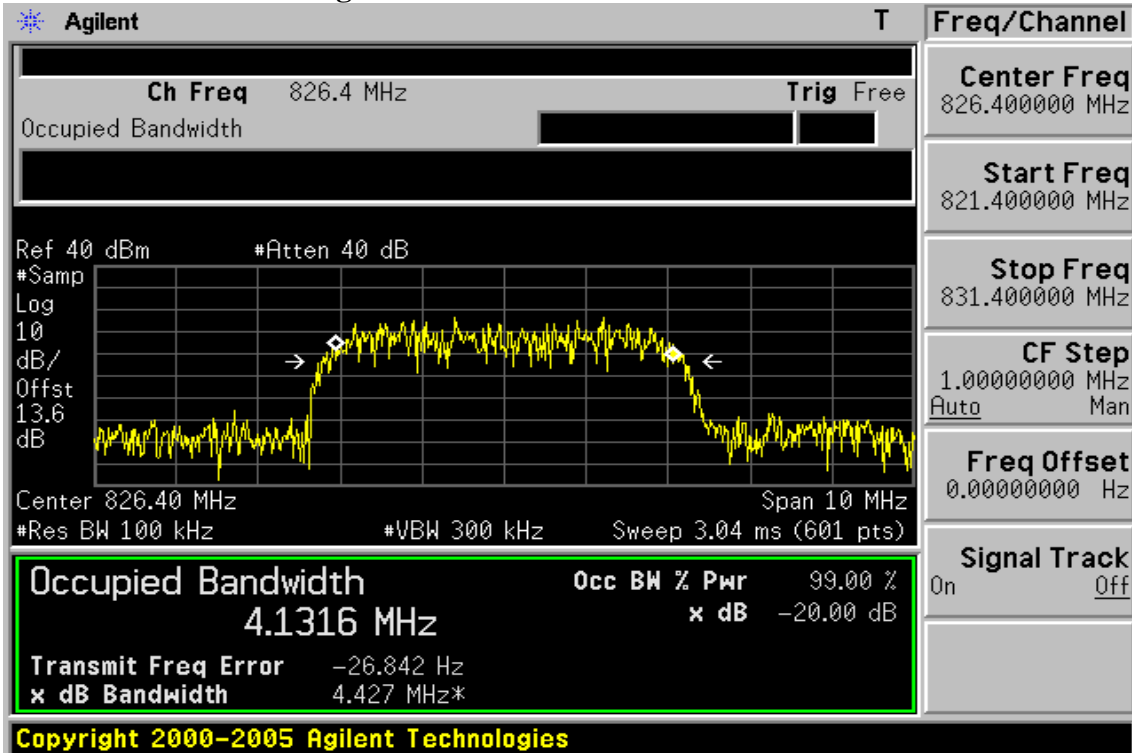 Agilent T Freq/Channel
Ch Freq 826.4 MHz Trig Free
Occupied Bandwidth
Center Freq
826.400000 MHz
Start Freq
821.400000 MHz
Stop Freq
831.400000 MHz
CF Step
1.00000000 MHz
Auto Man
Freq Offset
0.00000000 Hz
Signal Track
On Off
Ref 40 dBm #Atten 40 dB
#Samp
Log
10
dB/
Offst
13.6
dB
Center 826.40 MHz Span 10 MHz
#Res BW 100 kHz #VBW 300 kHz Sweep 3.04 ms (601 pts)
Occupied Bandwidth Occ BW % Pwr 99.00 %
4.1316 MHz x dB -20.00 dB
Transmit Freq Error -26.842 Hz
x dB Bandwidth 4.427 MHz*
Copyright 2000-2005 Agilent Technologies